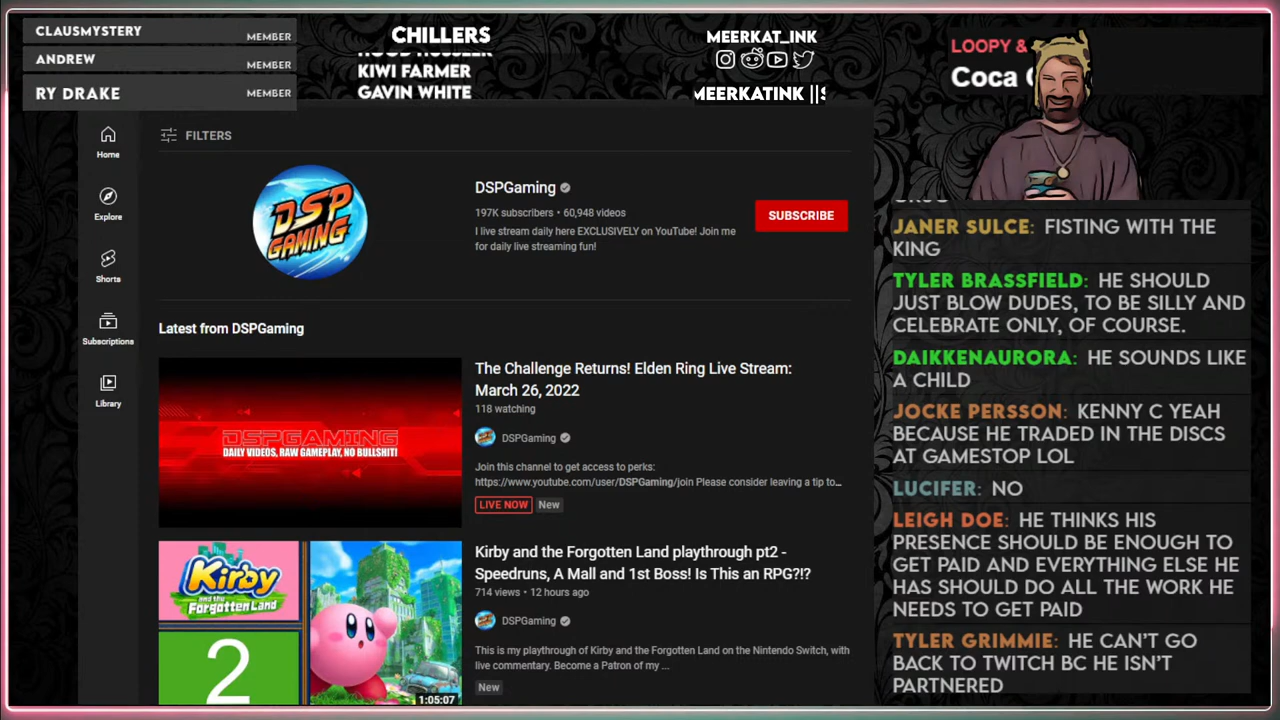 CLAUSMYSTERY MEMBER
ANDREW MEMBER
RY DRAKE MEMBER
CHILLERS
KIWI FARMER
GAVIN WHITE
MEERKAT_INK
MEERKATINK ||
LOOPY &
Coca
Home
Explore
Shorts
Subscriptions
Library
FILTERS
DSP
GAMING
DSPGaming
197K subscribers • 60,948 videos
I live stream daily here EXCLUSIVELY on YouTube! Join me
for daily live streaming fun!
SUBSCRIBE
Latest from DSPGaming
DSPGAMING
DAILY VIDEOS, RAW GAMEPLAY, NO BULLSHIT!
The Challenge Returns! Elden Ring Live Stream:
March 26, 2022
118 watching
DSPGaming
Join this channel to get access to perks:
https://www.youtube.com/user/DSPGaming/join Please consider leaving a tip to...
LIVE NOW New
Kirby
and the
Forgotten Land
2
1:05:07
Kirby and the Forgotten Land playthrough pt2 -
Speedruns, A Mall and 1st Boss! Is This an RPG?!?
714 views • 12 hours ago
DSPGaming
This is my playthrough of Kirby and the Forgotten Land on the Nintendo Switch, with
live commentary. Become a Patron of my ...
New
JANER SULCE: FISTING WITH THE
KING
TYLER BRASSFIELD: HE SHOULD
JUST BLOW DUDES, TO BE SILLY AND
CELEBRATE ONLY, OF COURSE.
DAIKKENAURORA: HE SOUNDS LIKE
A CHILD
JOCKE PERSSON: KENNY C YEAH
BECAUSE HE TRADED IN THE DISCS
AT GAMESTOP LOL
LUCIFER: NO
LEIGH DOE: HE THINKS HIS
PRESENCE SHOULD BE ENOUGH TO
GET PAID AND EVERYTHING ELSE HE
HAS SHOULD DO ALL THE WORK HE
NEEDS TO GET PAID
TYLER GRIMMIE: HE CAN'T GO
BACK TO TWITCH BC HE ISN'T
PARTNERED